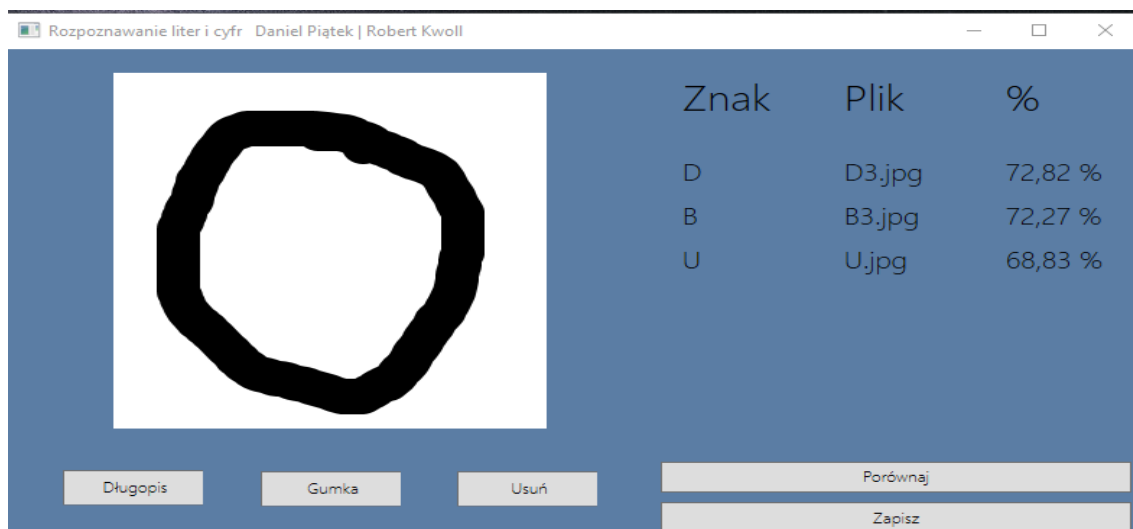 Rozpoznawanie liter i cyfr Daniel Piątek | Robert Kwoll
Znak Plik %
D D3.jpg 72,82 %
B B3.jpg 72,27 %
U U.jpg 68,83 %
Długopis Gumka Usuń
Porównaj
Zapisz